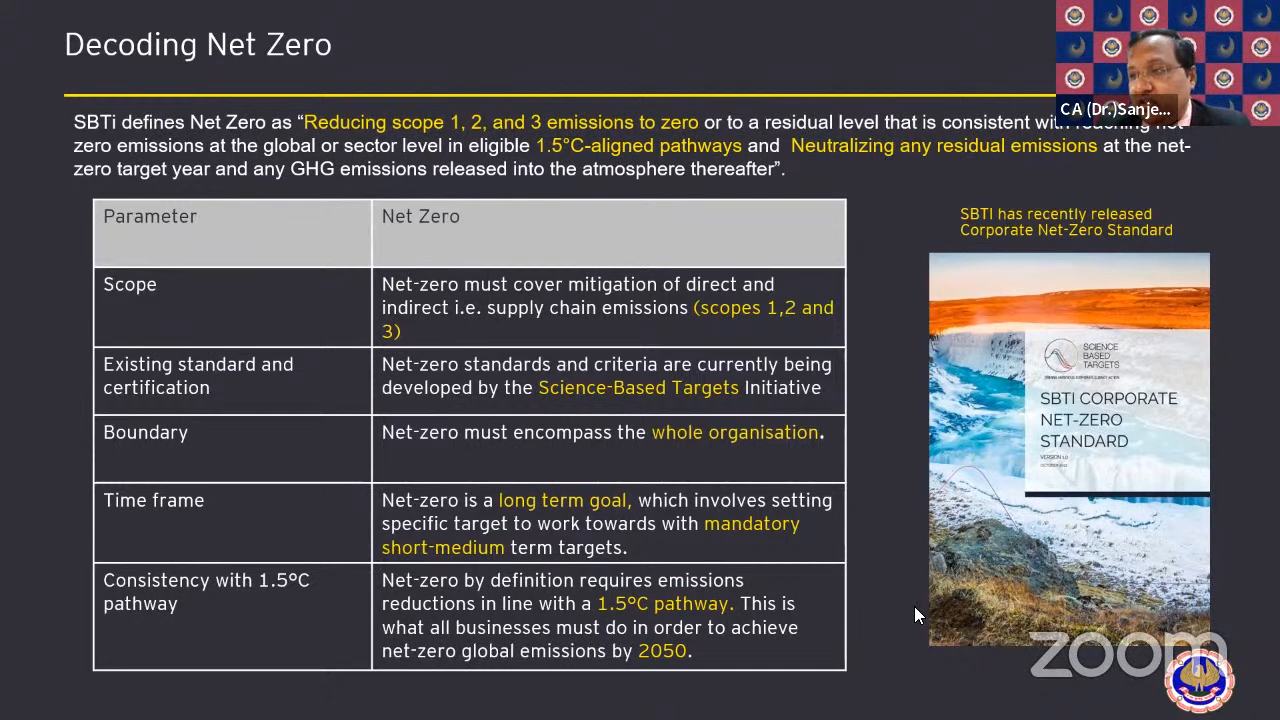 Decoding Net Zero
CA (Dr.)Sanje...
SBTi defines Net Zero as “Reducing scope 1, 2, and 3 emissions to zero or to a residual level that is consistent with reaching net-
zero emissions at the global or sector level in eligible 1.5°C-aligned pathways and Neutralizing any residual emissions at the net-
zero target year and any GHG emissions released into the atmosphere thereafter”.
Parameter
Net Zero
Scope
Net-zero must cover mitigation of direct and
indirect i.e. supply chain emissions (scopes 1,2 and
3)
Existing standard and
certification
Net-zero standards and criteria are currently being
developed by the Science-Based Targets Initiative
Boundary
Net-zero must encompass the whole organisation.
Time frame
Net-zero is a long term goal, which involves setting
specific target to work towards with mandatory
short-medium term targets.
Consistency with 1.5°C
pathway
Net-zero by definition requires emissions
reductions in line with a 1.5°C pathway. This is
what all businesses must do in order to achieve
net-zero global emissions by 2050.
SBTI has recently released
Corporate Net-Zero Standard
SCIENCE
BASED
TARGETS
SBTI CORPORATE
NET-ZERO
STANDARD
VERSION 1.0
zoom